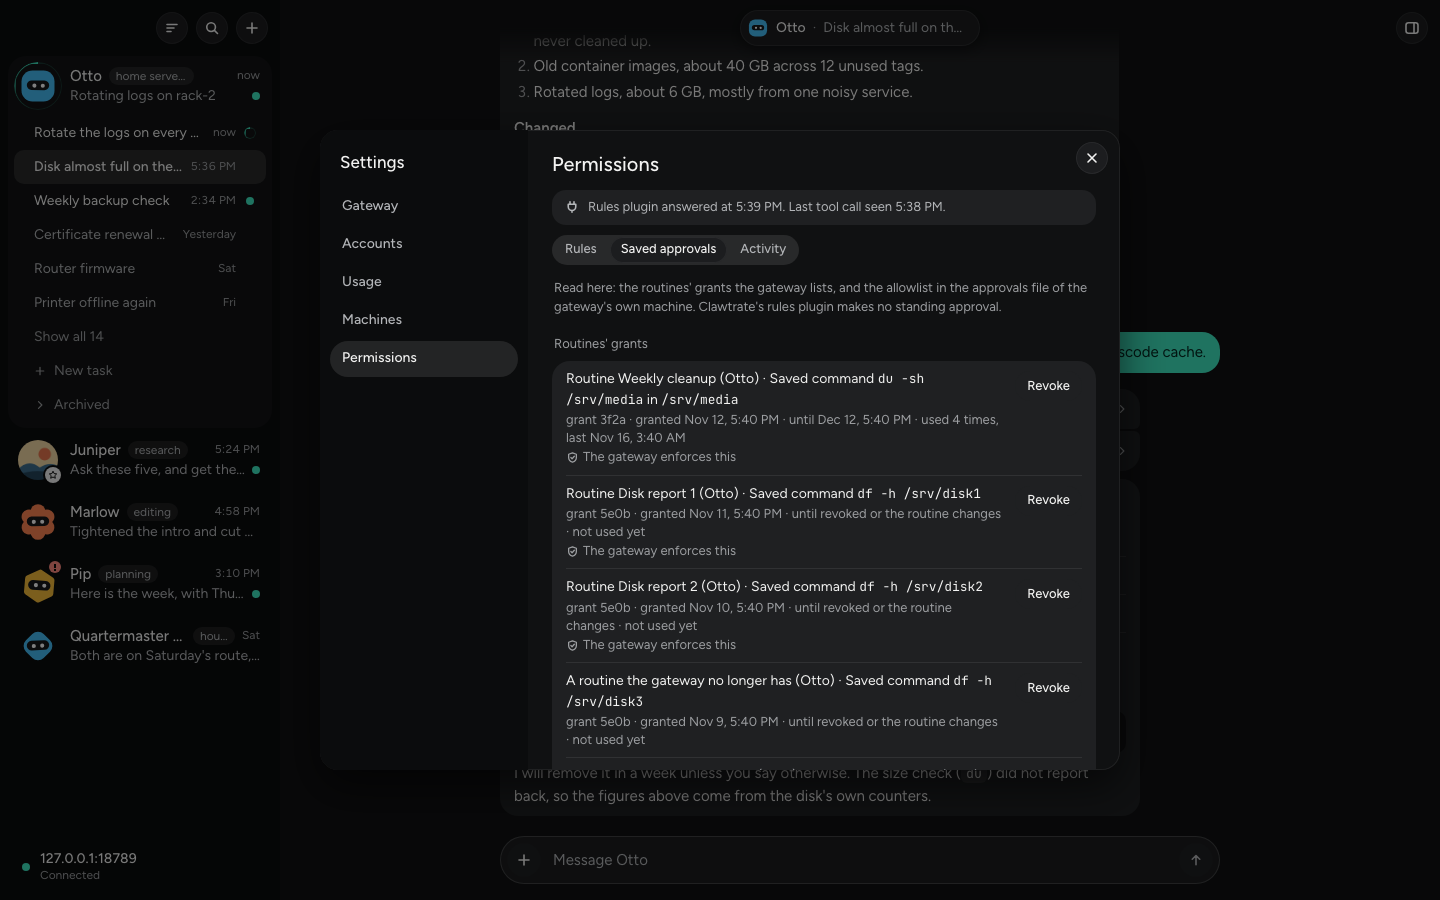 Otto · Disk almost full on th...
Otto home serve... now
Rotating logs on rack-2
Rotate the logs on every ... now
Disk almost full on the... 5:36 PM
Weekly backup check 2:34 PM
Certificate renewal ... Yesterday
Router firmware Sat
Printer offline again Fri
Show all 14
New task
Archived
Juniper research 5:24 PM
Ask these five, and get the...
Marlow editing 4:58 PM
Tightened the intro and cut ...
Pip planning 3:10 PM
Here is the week, with Thu...
Quartermaster ... hou... Sat
Both are on Saturday's route,...
127.0.0.1:18789
Connected
never cleaned up.
2. Old container images, about 40 GB across 12 unused tags.
3. Rotated logs, about 6 GB, mostly from one noisy service.
Changed
scode cache.
Settings
Gateway
Accounts
Usage
Machines
Permissions
Permissions
Rules plugin answered at 5:39 PM. Last tool call seen 5:38 PM.
Rules Saved approvals Activity
Read here: the routines' grants the gateway lists, and the allowlist in the approvals file of the
gateway's own machine. Clawtrate's rules plugin makes no standing approval.
Routines' grants
Routine Weekly cleanup (Otto) · Saved command du -sh
/srv/media in /srv/media
Revoke
grant 3f2a · granted Nov 12, 5:40 PM · until Dec 12, 5:40 PM · used 4 times,
last Nov 16, 3:40 AM
The gateway enforces this
Routine Disk report 1 (Otto) · Saved command df -h /srv/disk1
Revoke
grant 5e0b · granted Nov 11, 5:40 PM · until revoked or the routine changes
· not used yet
The gateway enforces this
Routine Disk report 2 (Otto) · Saved command df -h /srv/disk2
Revoke
grant 5e0b · granted Nov 10, 5:40 PM · until revoked or the routine
changes · not used yet
The gateway enforces this
A routine the gateway no longer has (Otto) · Saved command df -h
/srv/disk3
Revoke
grant 5e0b · granted Nov 9, 5:40 PM · until revoked or the routine changes
· not used yet
I will remove it in a week unless you say otherwise. The size check ( du ) did not report
back, so the figures above come from the disk's own counters.
Message Otto